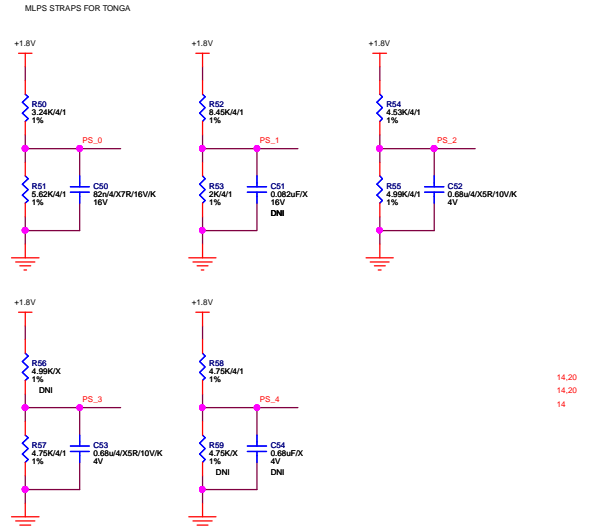 MLPS STRAPS FOR TONGA
+1.8V
+1.8V
+1.8V
R50
3.24K/4/1
1%
R52
8.45K/4/1
1%
R54
4.53K/4/1
1%
PS_0
PS_1
PS_2
R51
5.62K/4/1
1%
C50
82n/4/X7R/16V/K
16V
R53
2K/4/1
1%
C51
0.082uF/X
16V
DNI
R55
4.99K/4/1
1%
C52
0.68u/4/X5R/10V/K
4V
+1.8V
+1.8V
R56
4.99K/X
1%
DNI
R58
4.75K/4/1
1%
PS_3
PS_4
R57
4.75K/4/1
1%
C53
0.68u/4/X5R/10V/K
4V
R59
4.75K/X
1%
DNI
C54
0.68uF/X
4V
DNI
14,20
14,20
14